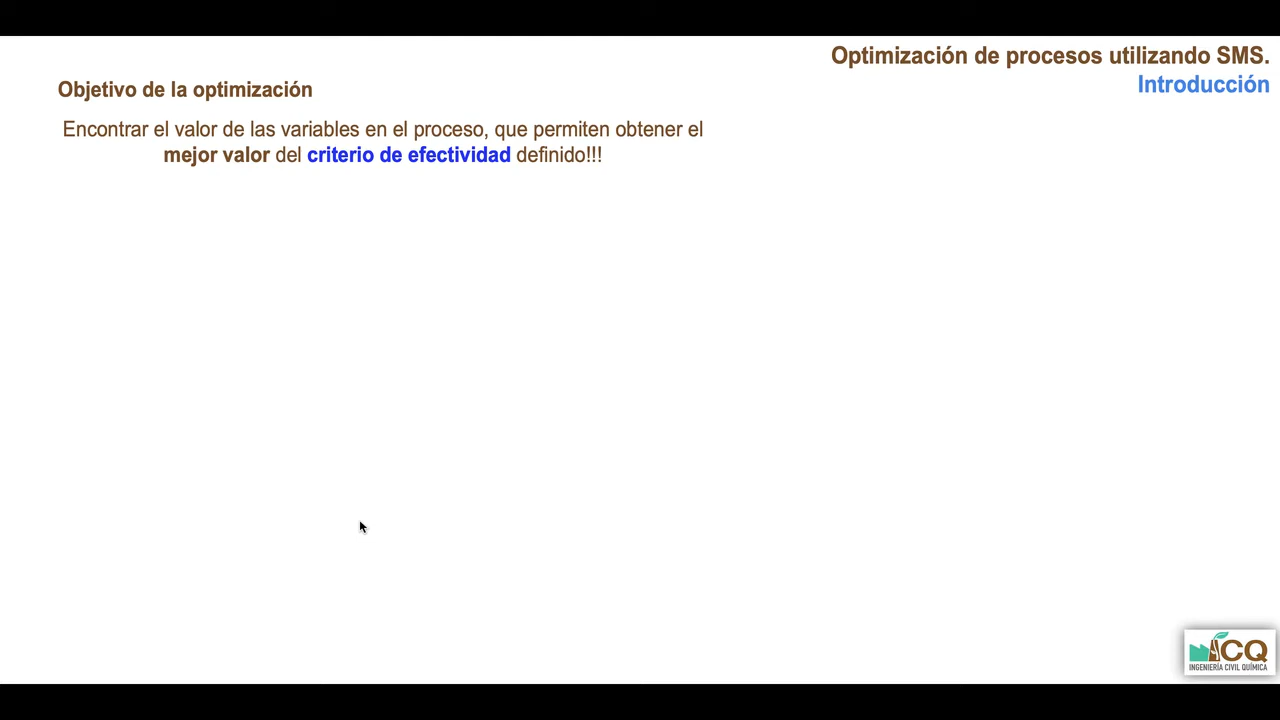 Optimización de procesos utilizando SMS.
Introducción
Objetivo de la optimización
Encontrar el valor de las variables en el proceso, que permiten obtener el
mejor valor del criterio de efectividad definido!!!
ICQ
INGENIERÍA CIVIL QUÍMICA